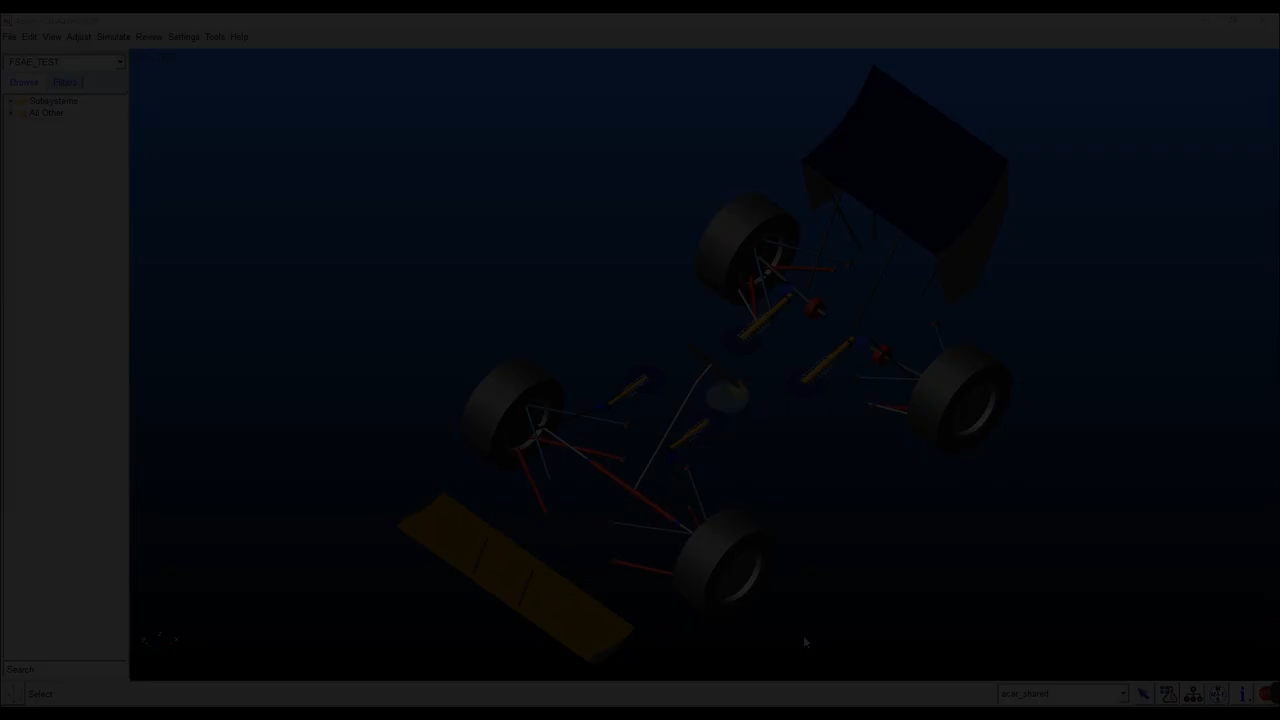 File Edit View Adjust Simulate Review Settings Tools Help
FSAE_TEST
Browse Filters
Subsystems
All Other
Search
Select
acar_shared